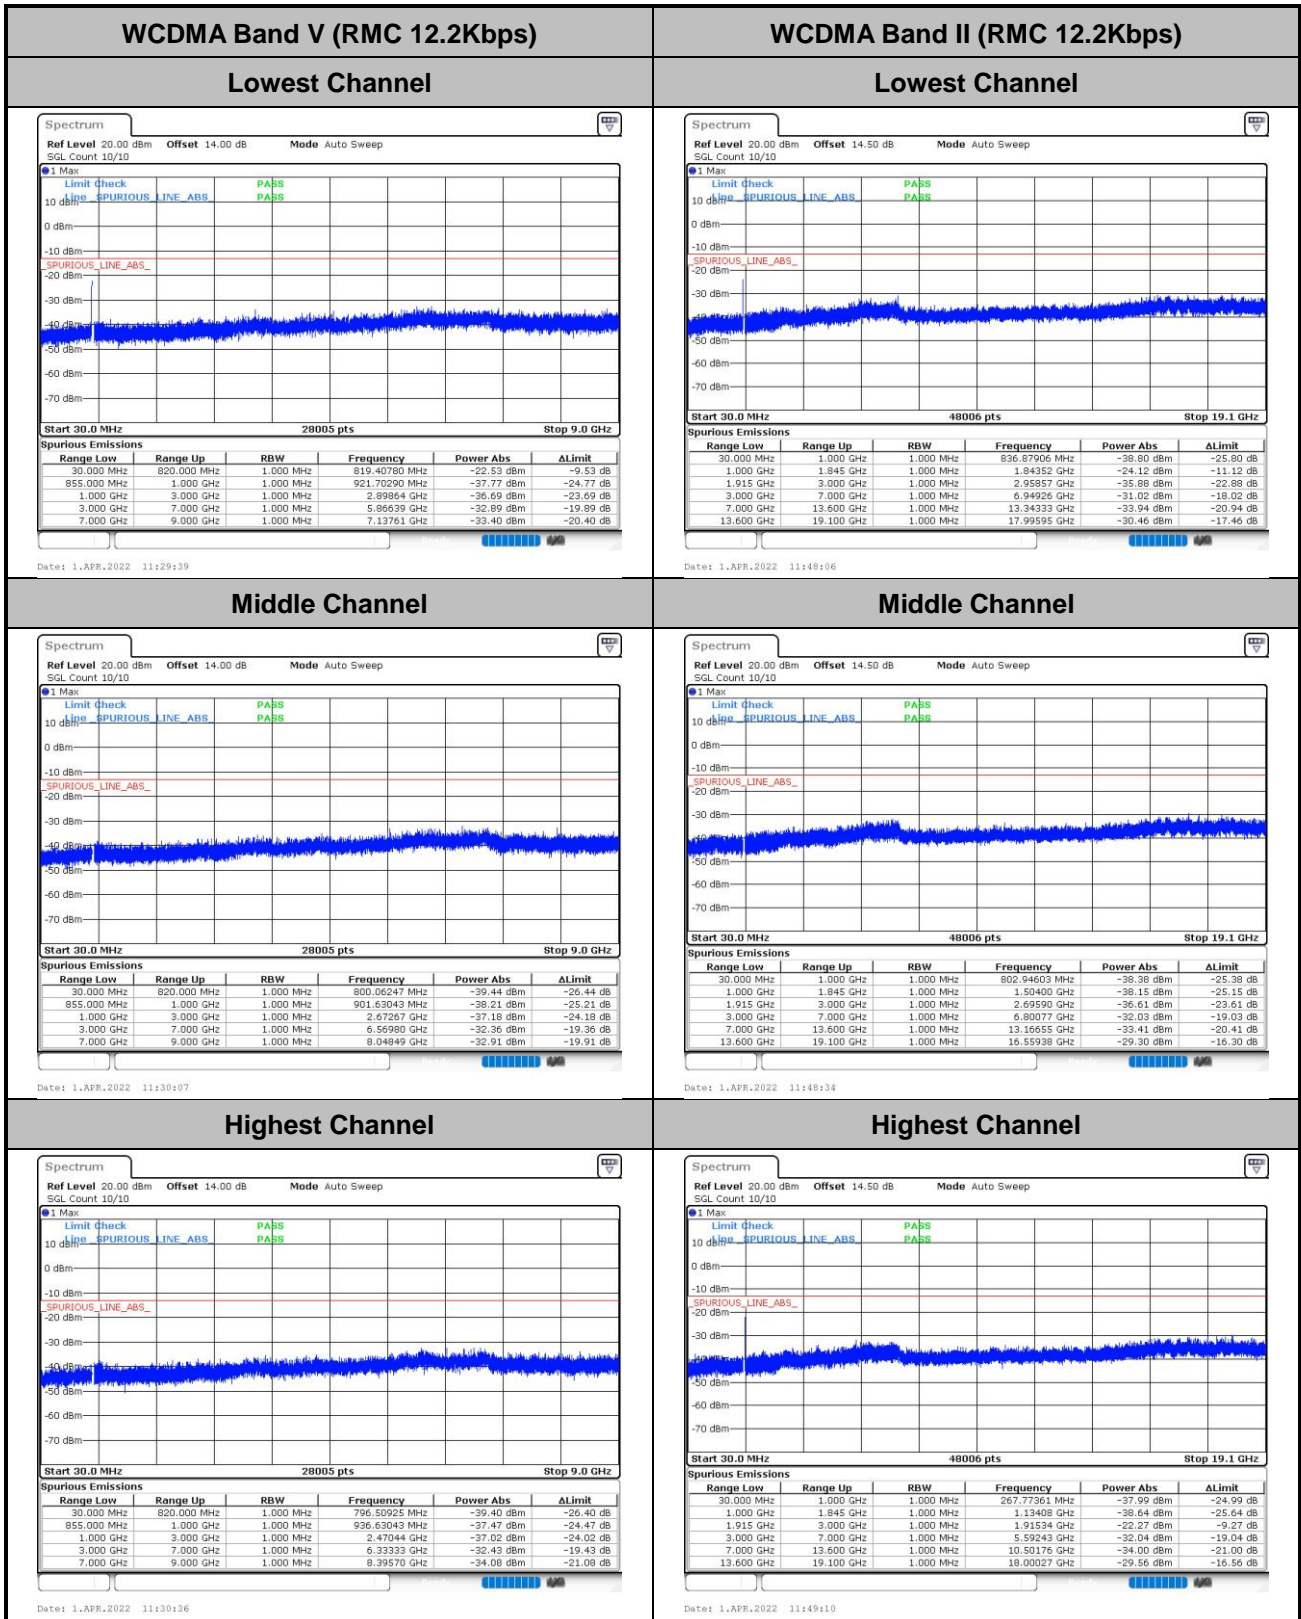 WCDMA Band V (RMC 12.2Kbps)
WCDMA Band II (RMC 12.2Kbps)
Lowest Channel
Lowest Channel
Spectrum
Ref Level 20.00 dBm Offset 14.00 dB Mode Auto Sweep
SGL Count 10/10
1 Max
Limit Check PASS
10 dBm Line _SPURIOUS_LINE_ABS_ PASS
0 dBm
-10 dBm
_SPURIOUS_LINE_ABS_
-20 dBm
-30 dBm
-40 dBm
-50 dBm
-60 dBm
-70 dBm
Start 30.0 MHz 28005 pts Stop 9.0 GHz
Spurious Emissions
Range Low Range Up RBW Frequency Power Abs ΔLimit
30.000 MHz 820.000 MHz 1.000 MHz 819.40780 MHz -22.53 dBm -9.53 dB
855.000 MHz 1.000 GHz 1.000 MHz 921.70290 MHz -37.77 dBm -24.77 dB
1.000 GHz 3.000 GHz 1.000 MHz 2.89864 GHz -36.69 dBm -23.69 dB
3.000 GHz 7.000 GHz 1.000 MHz 5.86639 GHz -32.89 dBm -19.89 dB
7.000 GHz 9.000 GHz 1.000 MHz 7.13761 GHz -33.40 dBm -20.40 dB
Date: 1.APR.2022 11:29:39
Spectrum
Ref Level 20.00 dBm Offset 14.50 dB Mode Auto Sweep
SGL Count 10/10
1 Max
Limit Check PASS
10 dBm Line _SPURIOUS_LINE_ABS_ PASS
0 dBm
-10 dBm
_SPURIOUS_LINE_ABS_
-20 dBm
-30 dBm
-50 dBm
-60 dBm
-70 dBm
Start 30.0 MHz 48006 pts Stop 19.1 GHz
Spurious Emissions
Range Low Range Up RBW Frequency Power Abs ΔLimit
30.000 MHz 1.000 GHz 1.000 MHz 836.87906 MHz -38.80 dBm -25.80 dB
1.000 GHz 1.845 GHz 1.000 MHz 1.84352 GHz -24.12 dBm -11.12 dB
1.915 GHz 3.000 GHz 1.000 MHz 2.95857 GHz -35.88 dBm -22.88 dB
3.000 GHz 7.000 GHz 1.000 MHz 6.94926 GHz -31.02 dBm -18.02 dB
7.000 GHz 13.600 GHz 1.000 MHz 13.34333 GHz -33.94 dBm -20.94 dB
13.600 GHz 19.100 GHz 1.000 MHz 17.99595 GHz -30.46 dBm -17.46 dB
Date: 1.APR.2022 11:48:06
Middle Channel
Middle Channel
Spectrum
Ref Level 20.00 dBm Offset 14.00 dB Mode Auto Sweep
SGL Count 10/10
1 Max
Limit Check PASS
10 dBm Line _SPURIOUS_LINE_ABS_ PASS
0 dBm
-10 dBm
_SPURIOUS_LINE_ABS_
-20 dBm
-30 dBm
-40 dBm
-50 dBm
-60 dBm
-70 dBm
Start 30.0 MHz 28005 pts Stop 9.0 GHz
Spurious Emissions
Range Low Range Up RBW Frequency Power Abs ΔLimit
30.000 MHz 820.000 MHz 1.000 MHz 800.06247 MHz -39.44 dBm -26.44 dB
855.000 MHz 1.000 GHz 1.000 MHz 901.63043 MHz -38.21 dBm -25.21 dB
1.000 GHz 3.000 GHz 1.000 MHz 2.67267 GHz -37.18 dBm -24.18 dB
3.000 GHz 7.000 GHz 1.000 MHz 6.56980 GHz -32.36 dBm -19.36 dB
7.000 GHz 9.000 GHz 1.000 MHz 8.04849 GHz -32.91 dBm -19.91 dB
Date: 1.APR.2022 11:30:07
Spectrum
Ref Level 20.00 dBm Offset 14.50 dB Mode Auto Sweep
SGL Count 10/10
1 Max
Limit Check PASS
10 dBm Line _SPURIOUS_LINE_ABS_ PASS
0 dBm
-10 dBm
_SPURIOUS_LINE_ABS_
-20 dBm
-30 dBm
-50 dBm
-60 dBm
-70 dBm
Start 30.0 MHz 48006 pts Stop 19.1 GHz
Spurious Emissions
Range Low Range Up RBW Frequency Power Abs ΔLimit
30.000 MHz 1.000 GHz 1.000 MHz 802.94603 MHz -38.38 dBm -25.38 dB
1.000 GHz 1.845 GHz 1.000 MHz 1.50400 GHz -38.15 dBm -25.15 dB
1.915 GHz 3.000 GHz 1.000 MHz 2.69590 GHz -36.61 dBm -23.61 dB
3.000 GHz 7.000 GHz 1.000 MHz 6.80077 GHz -32.03 dBm -19.03 dB
7.000 GHz 13.600 GHz 1.000 MHz 13.16655 GHz -33.41 dBm -20.41 dB
13.600 GHz 19.100 GHz 1.000 MHz 16.55938 GHz -29.30 dBm -16.30 dB
Date: 1.APR.2022 11:48:34
Highest Channel
Highest Channel
Spectrum
Ref Level 20.00 dBm Offset 14.00 dB Mode Auto Sweep
SGL Count 10/10
1 Max
Limit Check PASS
10 dBm Line _SPURIOUS_LINE_ABS_ PASS
0 dBm
-10 dBm
_SPURIOUS_LINE_ABS_
-20 dBm
-30 dBm
-40 dBm
-50 dBm
-60 dBm
-70 dBm
Start 30.0 MHz 28005 pts Stop 9.0 GHz
Spurious Emissions
Range Low Range Up RBW Frequency Power Abs ΔLimit
30.000 MHz 820.000 MHz 1.000 MHz 796.50925 MHz -39.40 dBm -26.40 dB
855.000 MHz 1.000 GHz 1.000 MHz 936.63043 MHz -37.47 dBm -24.47 dB
1.000 GHz 3.000 GHz 1.000 MHz 2.47044 GHz -37.02 dBm -24.02 dB
3.000 GHz 7.000 GHz 1.000 MHz 6.33333 GHz -32.43 dBm -19.43 dB
7.000 GHz 9.000 GHz 1.000 MHz 8.39570 GHz -34.08 dBm -21.08 dB
Date: 1.APR.2022 11:30:36
Spectrum
Ref Level 20.00 dBm Offset 14.50 dB Mode Auto Sweep
SGL Count 10/10
1 Max
Limit Check PASS
10 dBm Line _SPURIOUS_LINE_ABS_ PASS
0 dBm
-10 dBm
_SPURIOUS_LINE_ABS_
-20 dBm
-30 dBm
-50 dBm
-60 dBm
-70 dBm
Start 30.0 MHz 48006 pts Stop 19.1 GHz
Spurious Emissions
Range Low Range Up RBW Frequency Power Abs ΔLimit
30.000 MHz 1.000 GHz 1.000 MHz 267.77361 MHz -37.99 dBm -24.99 dB
1.000 GHz 1.845 GHz 1.000 MHz 1.13408 GHz -38.64 dBm -25.64 dB
1.915 GHz 3.000 GHz 1.000 MHz 1.91534 GHz -22.27 dBm -9.27 dB
3.000 GHz 7.000 GHz 1.000 MHz 5.59243 GHz -32.04 dBm -19.04 dB
7.000 GHz 13.600 GHz 1.000 MHz 10.50176 GHz -34.00 dBm -21.00 dB
13.600 GHz 19.100 GHz 1.000 MHz 18.00027 GHz -29.56 dBm -16.56 dB
Date: 1.APR.2022 11:49:10